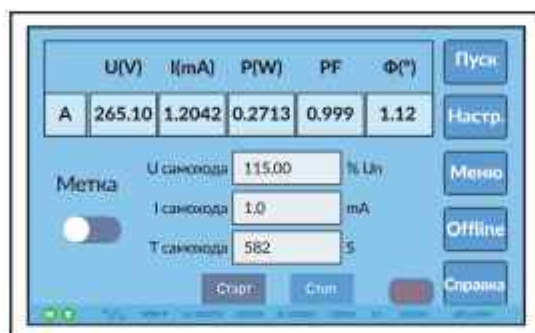 U(V) I(mA) P(W) PF Φ(°)
A 265.10 1.2042 0.2713 0.999 1.12
Метка
U самохода 115.00 % Un
I самохода 1.0 mA
T самохода 582 S
Старт Стоп
Пуск
Настр.
Меню
Offline
Справка